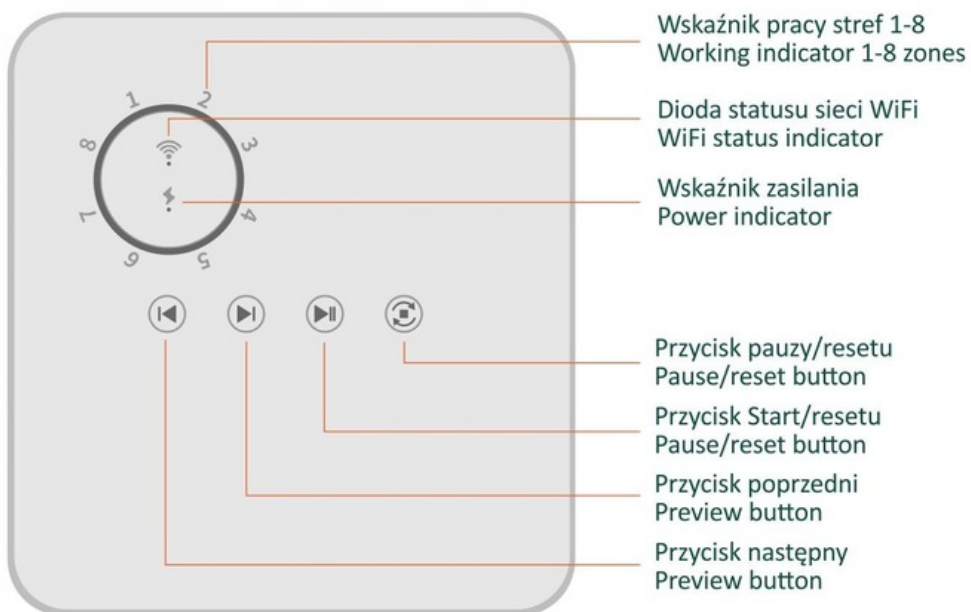 Wskaźnik pracy stref 1-8
Working indicator 1-8 zones
Dioda statusu sieci WiFi
WiFi status indicator
Wskaźnik zasilania
Power indicator
1
2
3
4
5
6
7
8
Przycisk pauzy/resetu
Pause/reset button
Przycisk Start/resetu
Pause/reset button
Przycisk poprzedni
Preview button
Przycisk następny
Preview button